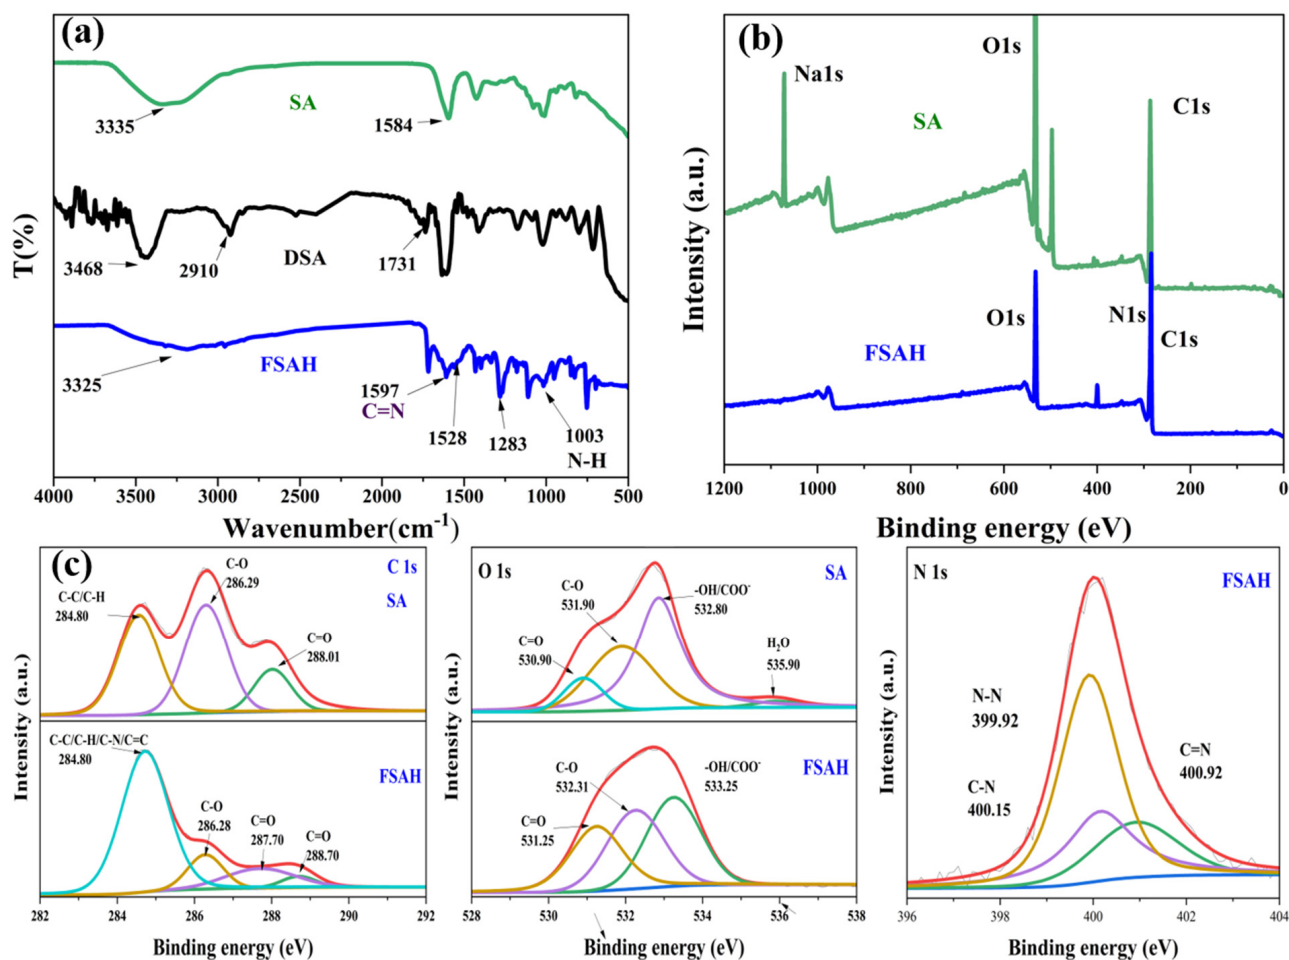 (a)
SA
3335
1584
3468
2910
DSA
1731
3325
FSAH
1597
C=N
1528
1283
1003
N-H
T(%)
4000 3500 3000 2500 2000 1500 1000 500
Wavenumber(cm⁻¹)
(b)
O1s
Na1s
SA
C1s
O1s
N1s
FSAH
C1s
Intensity (a.u.)
1200 1000 800 600 400 200 0
Binding energy (eV)
(c)
C 1s
SA
C-C/C-H
284.80
C-O
286.29
C=O
288.01
C-C/C-H/C-N/C=C
284.80
FSAH
C-O
286.28
C=O
287.70
C=O
288.70
Intensity (a.u.)
282 284 286 288 290 292
Binding energy (eV)
O 1s
SA
C-O
531.90
-OH/COO⁻
532.80
C=O
530.90
H₂O
535.90
FSAH
C-O
532.31
-OH/COO⁻
533.25
C=O
531.25
Intensity (a.u.)
528 530 532 534 536 538
Binding energy (eV)
N 1s
FSAH
N-N
399.92
C=N
400.92
C-N
400.15
Intensity (a.u.)
396 398 400 402 404
Binding energy (eV)